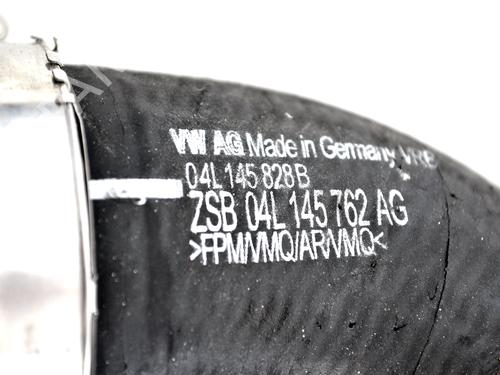 VW AG Made in Germany
04L 145 828 B
ZSB 04L 145 762 AG
>FPM/VMQ/AR/VMQ<